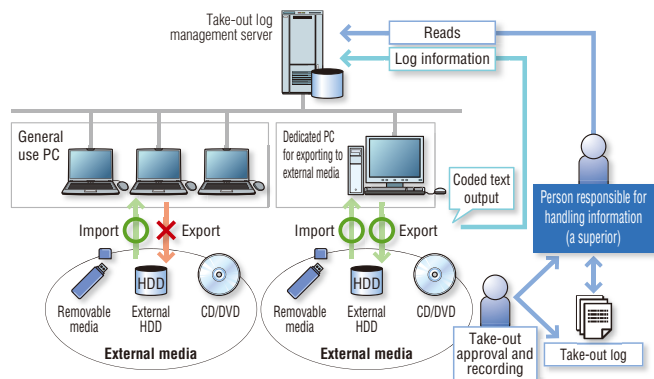 Take-out log
management server
Reads
Log information
General
use PC
Dedicated PC
for exporting to
external media
Coded text
output
Person responsible for
handling information
(a superior)
Import
Export
Import
Export
HDD
Removable
media
External
HDD
CD/DVD
External media
HDD
Removable
media
External
HDD
CD/DVD
External media
Take-out
approval and
recording
Take-out log